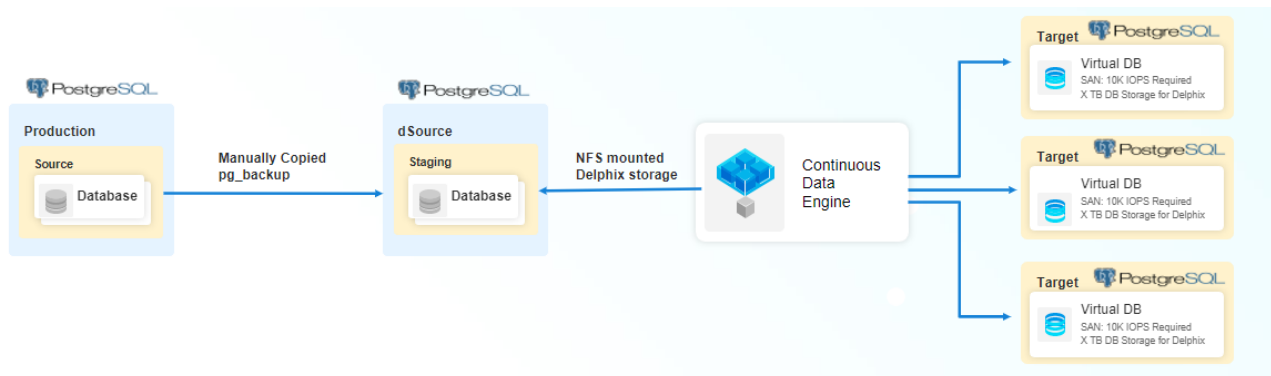 PostgreSQL
Production
Source
Database
Manually Copied
pg_backup
PostgreSQL
dSource
Staging
Database
NFS mounted
Delphix storage
Continuous
Data
Engine
Target
PostgreSQL
Virtual DB
SAN: 10K IOPS Required
X TB DB Storage for Delphix
Target
PostgreSQL
Virtual DB
SAN: 10K IOPS Required
X TB DB Storage for Delphix
Target
PostgreSQL
Virtual DB
SAN: 10K IOPS Required
X TB DB Storage for Delphix